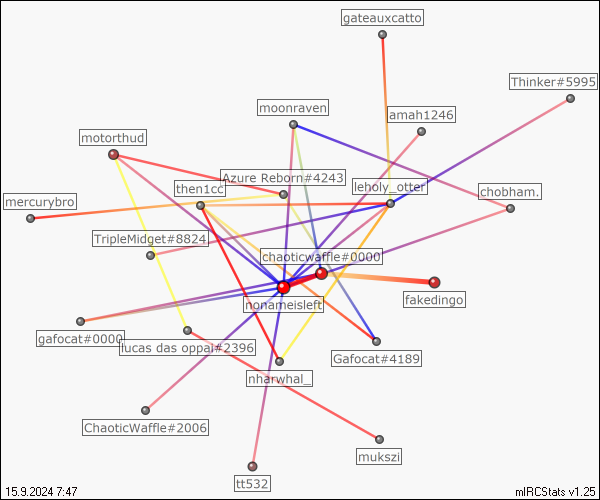 gateauxcatto
Thinker#5995
moonraven
amah1246
motorthud
Azure Reborn#4243
then1cc
leholy_otter
chobham.
mercurybro
TripleMidget#8824
chaoticwaffle#0000
nonameisleft
fakedingo
gafocat#0000
lucas das oppai#2396
Gafocat#4189
nharwhal_
ChaoticWaffle#2006
mukszi
tt532
15.9.2024 7:47
mIRCStats v1.25